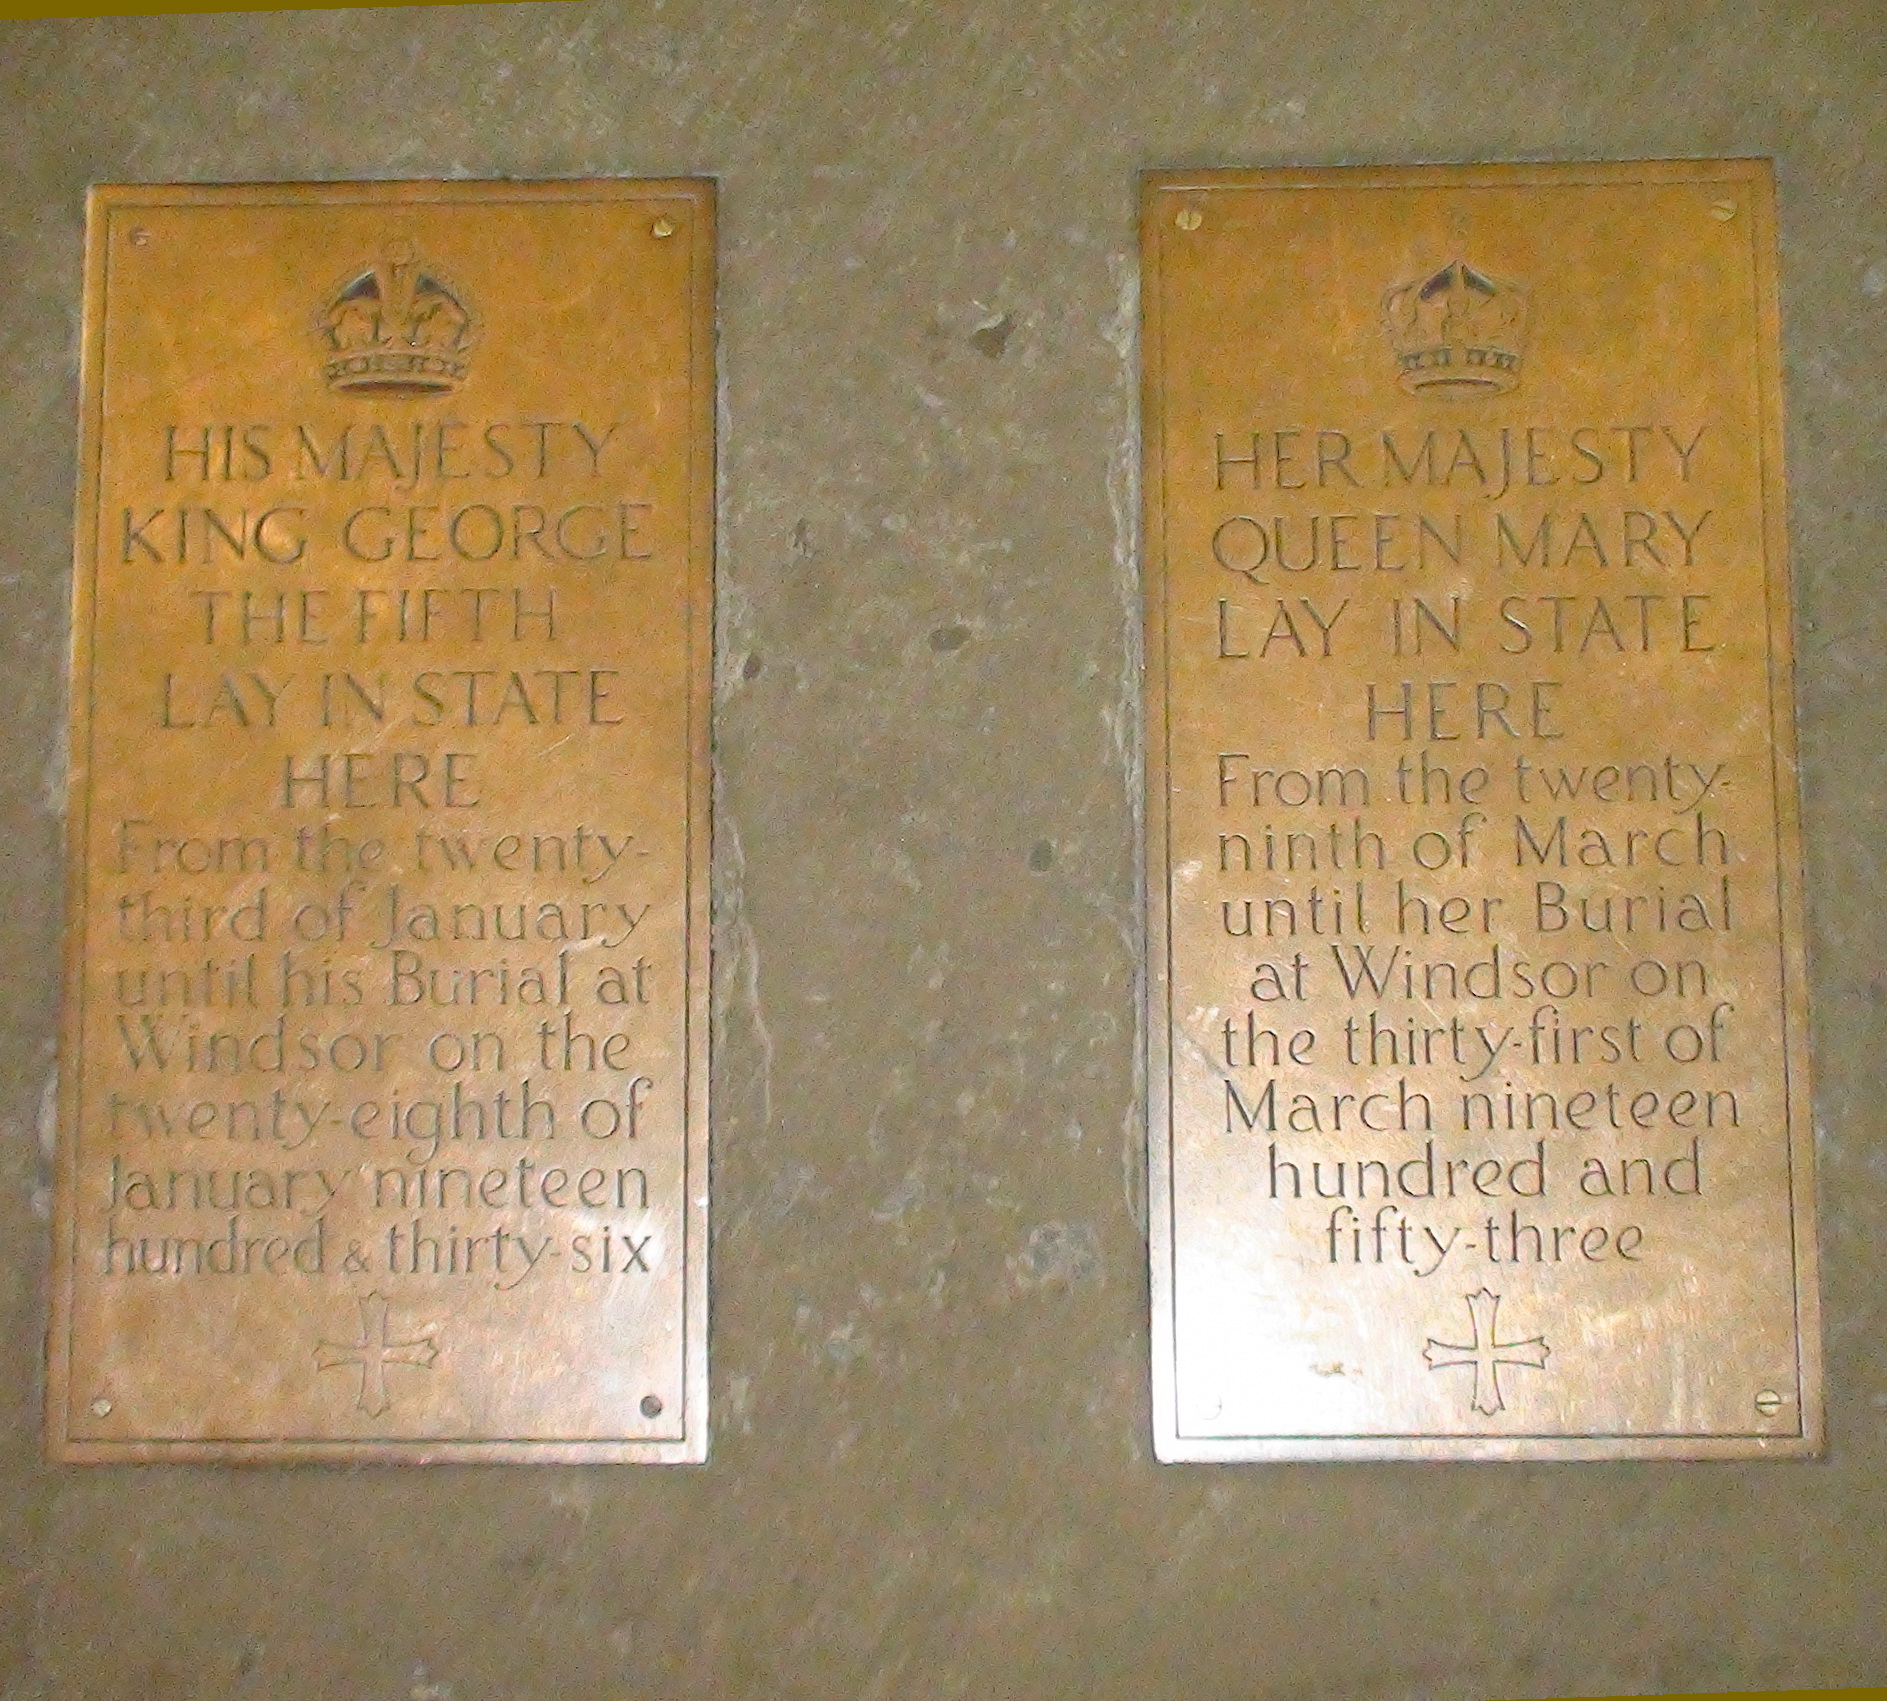 HIS MAJESTY
KING GEORGE
THE FIFTH
LAY IN STATE
HERE
From the twenty-
third of January
until his Burial at
Windsor on the
twenty-eighth of
January nineteen
hundred & thirty-six
HER MAJESTY
QUEEN MARY
LAY IN STATE
HERE
From the twenty-
ninth of March
until her Burial
at Windsor on
the thirty-first of
March nineteen
hundred and
fifty-three